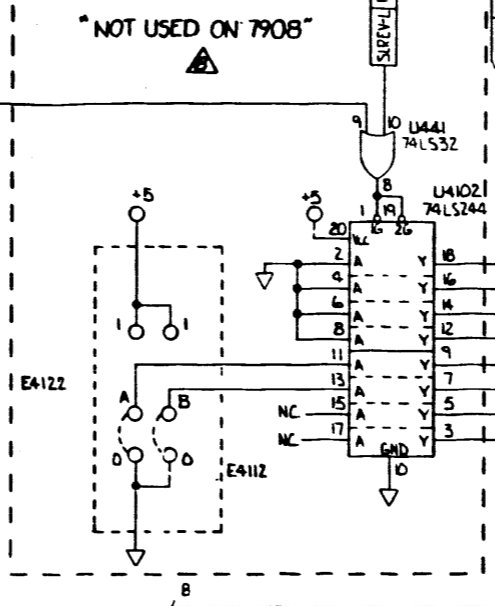 "NOT USED ON 7908"
B
SLREV-L
9 10 U441
74LS32
8
U4102
74LS244
+5
+5
1 19
1G 2G
20 VCC
2 A Y 18
4 A Y 16
6 A Y 14
8 A Y 12
1 1
11 A Y 9
13 A Y 7
NC 15 A Y 5
NC 17 A Y 3
GND
10
E4122
A B
0 0
E4112
8